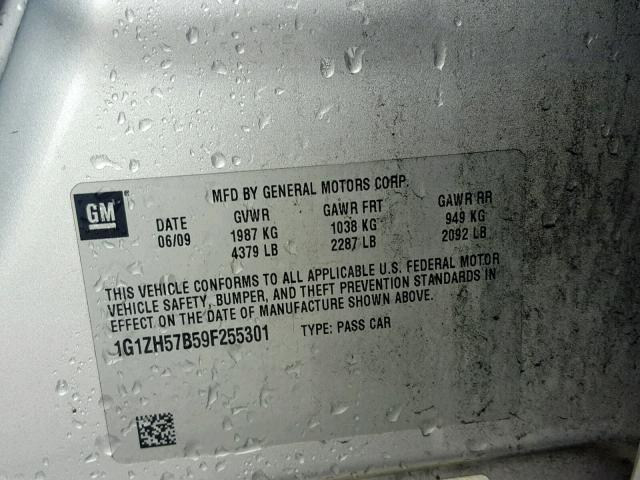 MFD BY GENERAL MOTORS CORP.
GM®
DATE GVWR GAWR FRT GAWR RR
06/09 1987 KG 1038 KG 949 KG
4379 LB 2287 LB 2092 LB
THIS VEHICLE CONFORMS TO ALL APPLICABLE U.S. FEDERAL MOTOR
VEHICLE SAFETY, BUMPER, AND THEFT PREVENTION STANDARDS IN
EFFECT ON THE DATE OF MANUFACTURE SHOWN ABOVE.
1G1ZH57B59F255301 TYPE: PASS CAR